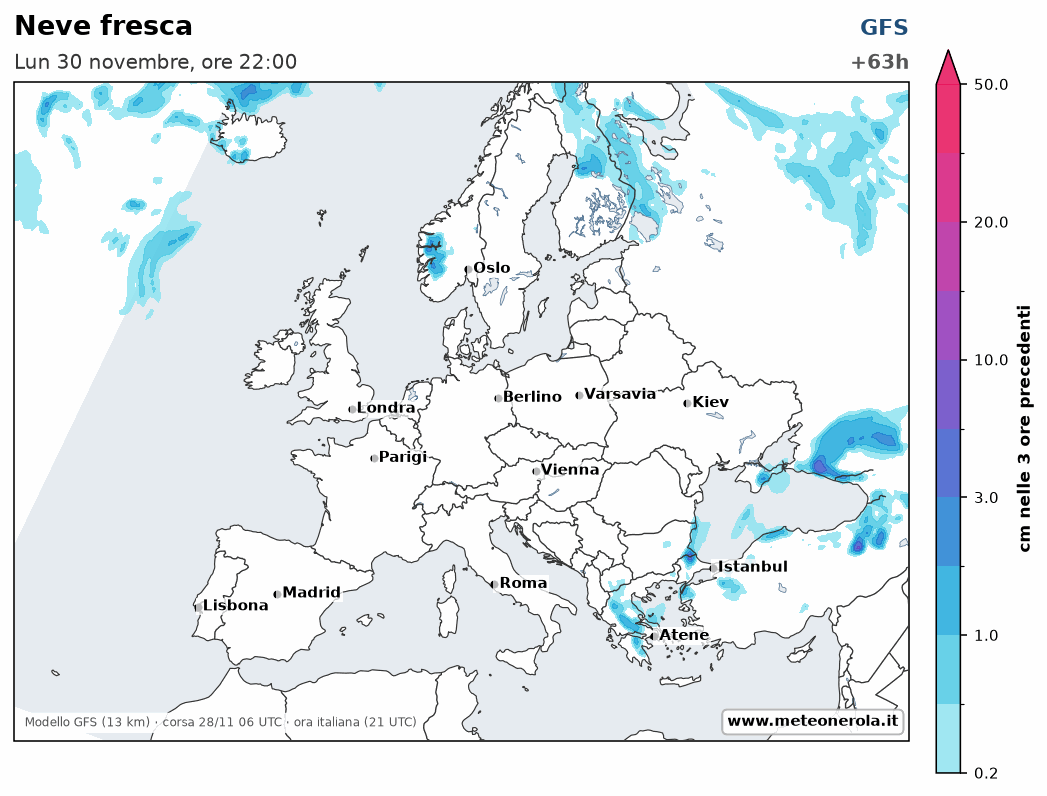 Neve fresca
GFS
Lun 30 novembre, ore 22:00
+63h
50.0
20.0
10.0
3.0
1.0
0.2
cm nelle 3 ore precedenti
Oslo
Berlino
Varsavia
Kiev
Londra
Parigi
Vienna
Istanbul
Roma
Madrid
Lisbona
Atene
Modello GFS (13 km) · corsa 28/11 06 UTC · ora italiana (21 UTC)
www.meteonerola.it